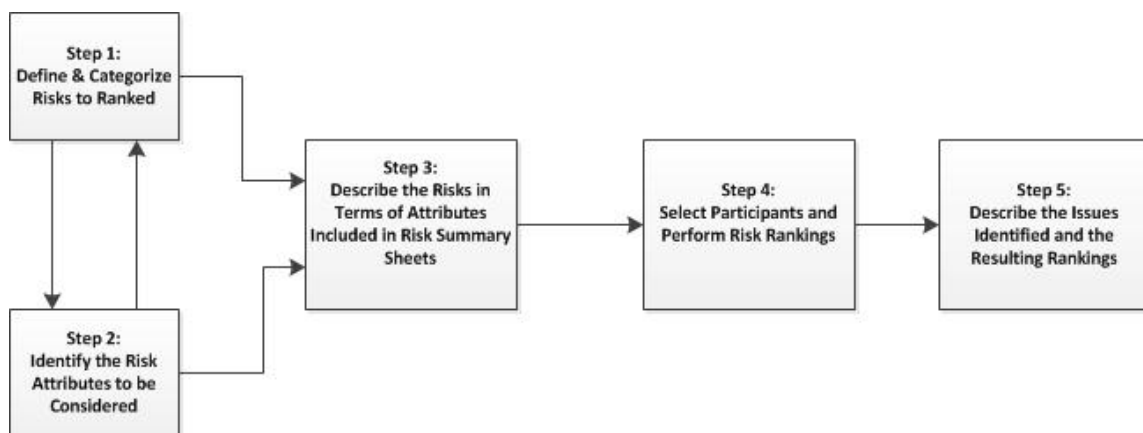 Step 1:
Define & Categorize
Risks to Ranked
Step 2:
Identify the Risk
Attributes to be
Considered
Step 3:
Describe the Risks in
Terms of Attributes
Included in Risk Summary
Sheets
Step 4:
Select Participants and
Perform Risk Rankings
Step 5:
Describe the Issues
Identified and the
Resulting Rankings